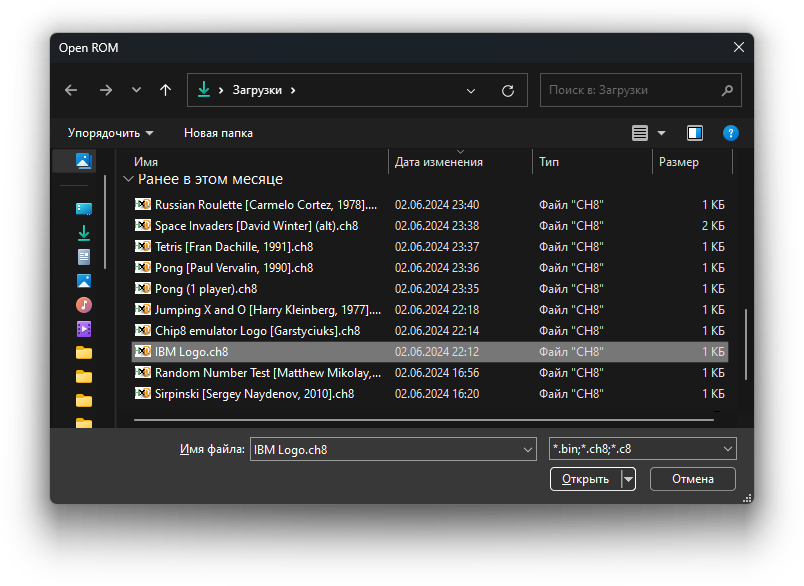 Open ROM
Загрузки
Поиск в: Загрузки
Упорядочить Новая папка
Имя Дата изменения Тип Размер
Ранее в этом месяце
Russian Roulette [Carmelo Cortez, 1978].... 02.06.2024 23:40 Файл "CH8" 1 КБ
Space Invaders [David Winter] (alt).ch8 02.06.2024 23:38 Файл "CH8" 2 КБ
Tetris [Fran Dachille, 1991].ch8 02.06.2024 23:37 Файл "CH8" 1 КБ
Pong [Paul Vervalin, 1990].ch8 02.06.2024 23:36 Файл "CH8" 1 КБ
Pong (1 player).ch8 02.06.2024 23:35 Файл "CH8" 1 КБ
Jumping X and O [Harry Kleinberg, 1977].... 02.06.2024 22:18 Файл "CH8" 1 КБ
Chip8 emulator Logo [Garstyciuks].ch8 02.06.2024 22:14 Файл "CH8" 1 КБ
IBM Logo.ch8 02.06.2024 22:12 Файл "CH8" 1 КБ
Random Number Test [Matthew Mikolay,... 02.06.2024 16:56 Файл "CH8" 1 КБ
Sirpinski [Sergey Naydenov, 2010].ch8 02.06.2024 16:20 Файл "CH8" 1 КБ
Имя файла: IBM Logo.ch8 *.bin;*.ch8;*.c8
Открыть Отмена